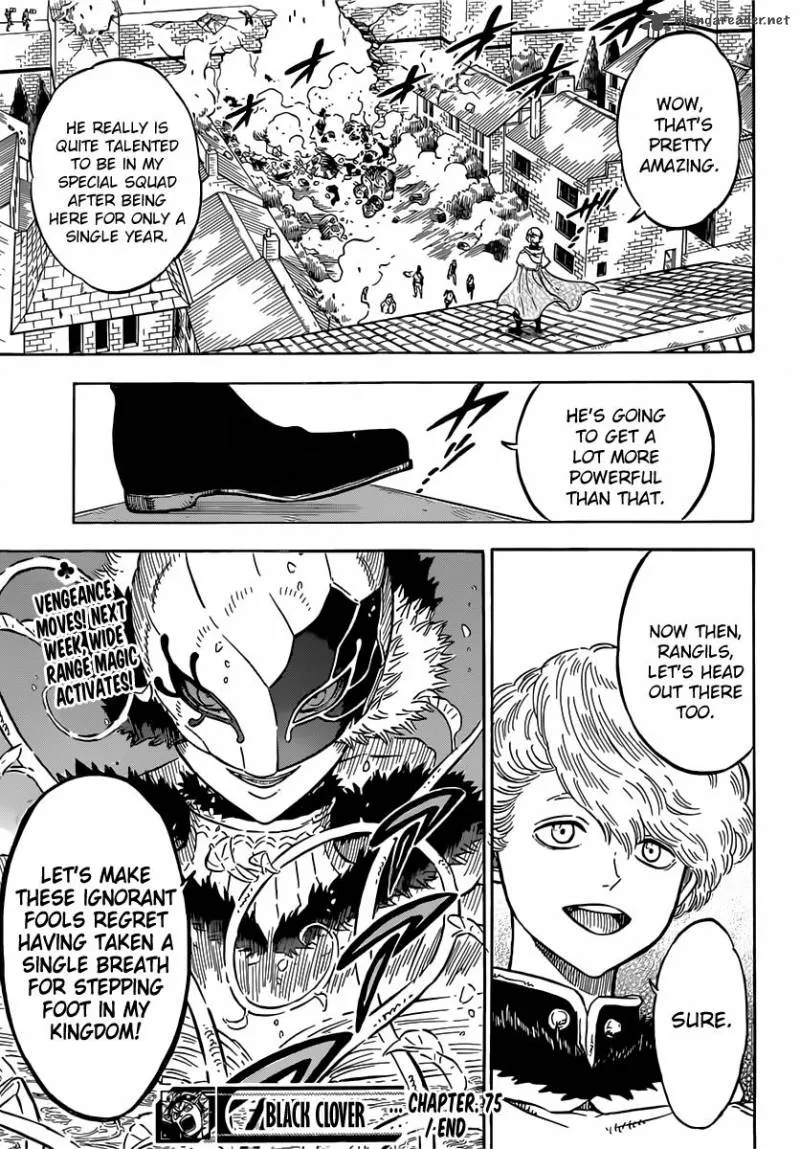 mangareader.net
WOW,
THAT'S
PRETTY
AMAZING.
HE REALLY IS
QUITE TALENTED
TO BE IN MY
SPECIAL SQUAD
AFTER BEING
HERE FOR ONLY A
SINGLE YEAR.
HE'S GOING
TO GET A
LOT MORE
POWERFUL
THAN THAT.
NOW THEN,
RANGILS,
LET'S HEAD
OUT THERE
TOO.
SURE.
VENGEANCE
MOVES! NEXT
WEEK, WIDE
RANGE MAGIC
ACTIVATES!
LET'S MAKE
THESE IGNORANT
FOOLS REGRET
HAVING TAKEN A
SINGLE BREATH
FOR STEPPING
FOOT IN MY
KINGDOM!
BLACK CLOVER
... CHAPTER: 75
/ END